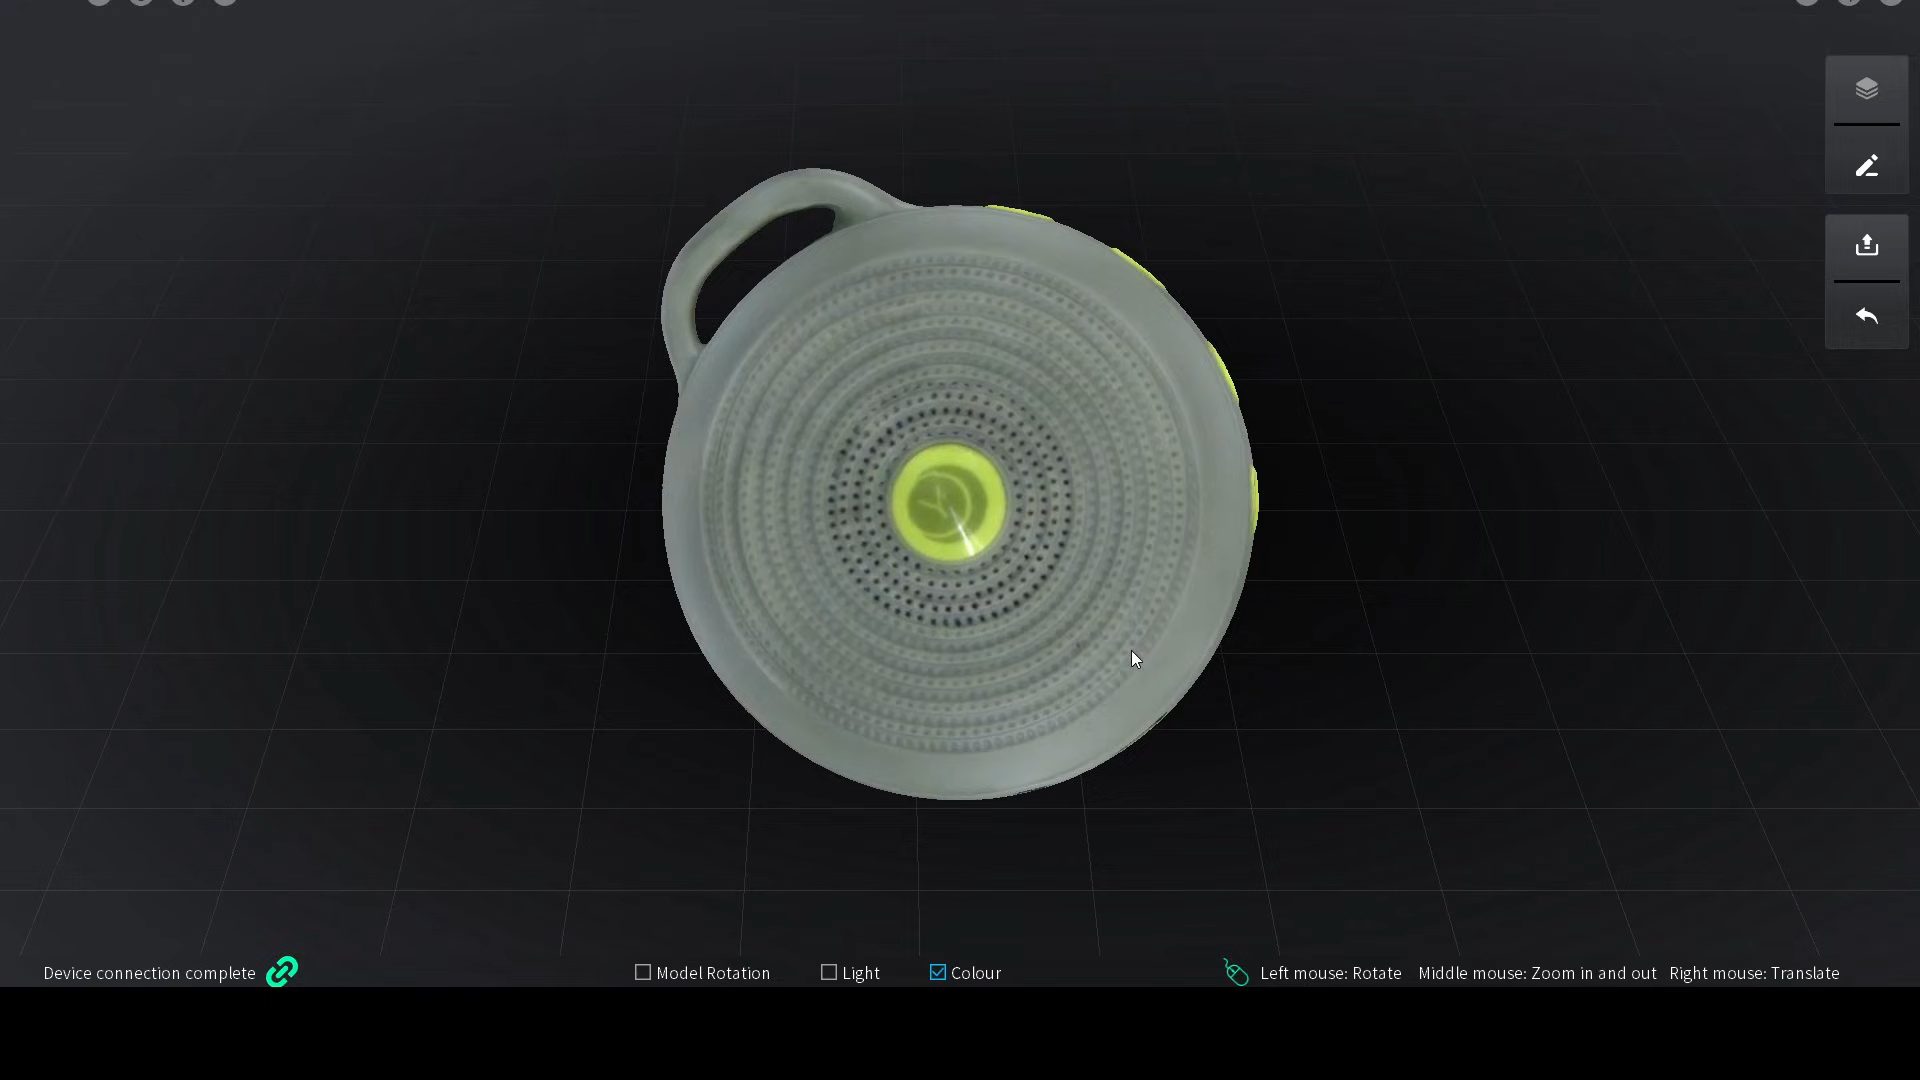 Device connection complete
Model Rotation
Light
Colour
Left mouse: Rotate Middle mouse: Zoom in and out Right mouse: Translate